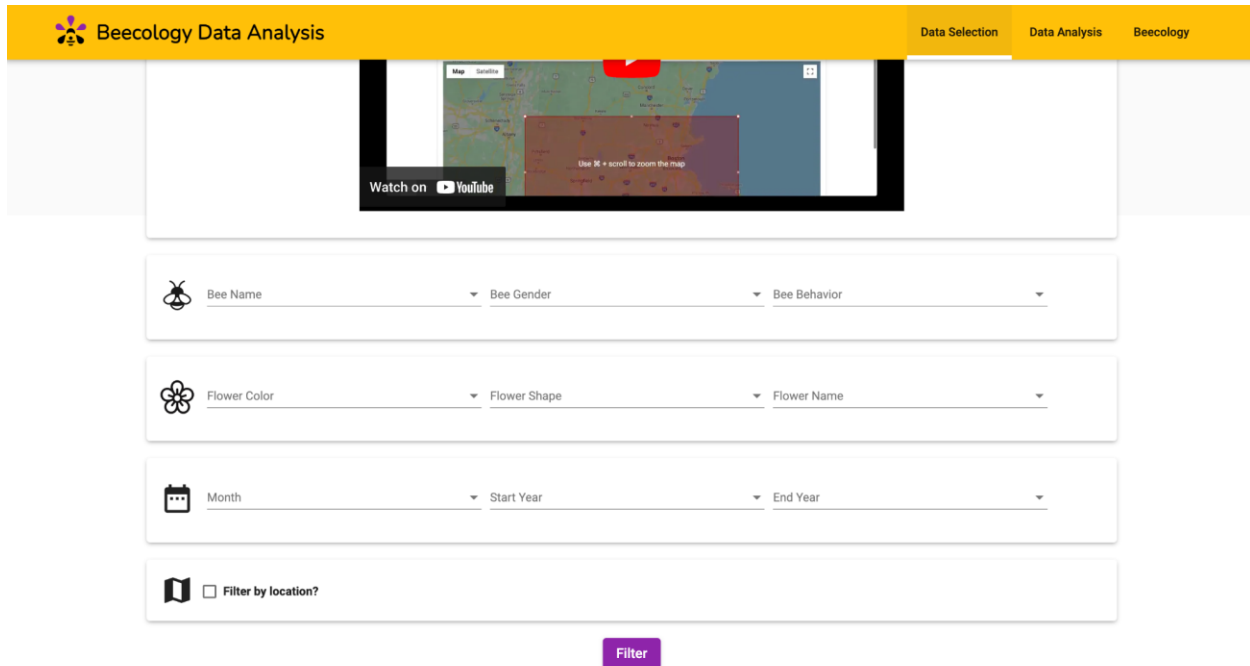 Beecology Data Analysis
Data Selection Data Analysis Beecology
Map Satellite
Use ⌘ + scroll to zoom the map
Watch on YouTube
Bee Name Bee Gender Bee Behavior
Flower Color Flower Shape Flower Name
Month Start Year End Year
Filter by location?
Filter